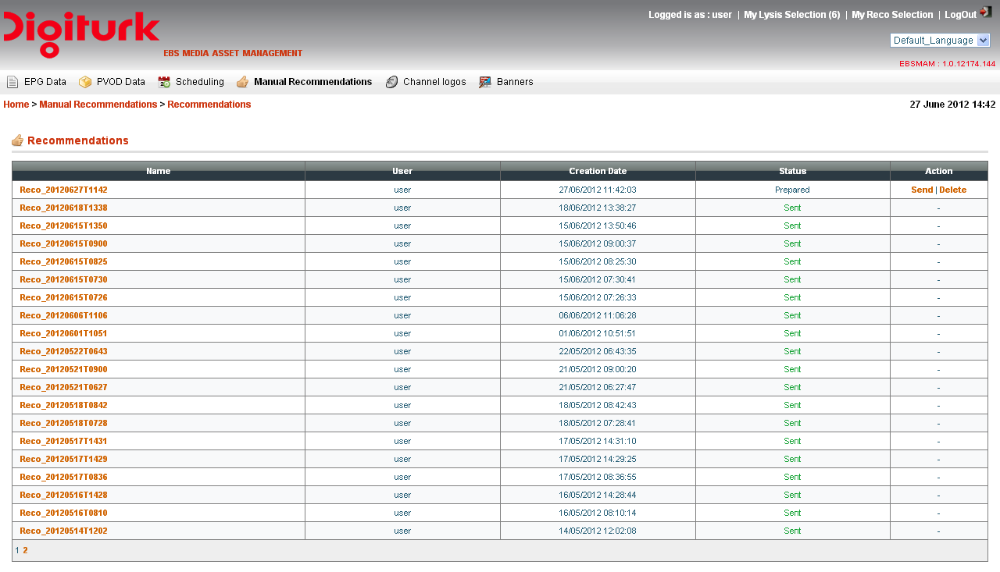 Digiturk
EBS MEDIA ASSET MANAGEMENT
Logged is as : user | My Lysis Selection (6) | My Reco Selection | LogOut
Default_Language
EBSMAM : 1.0.12174.144
EPG Data PVOD Data Scheduling Manual Recommendations Channel logos Banners
Home > Manual Recommendations > Recommendations 27 June 2012 14:42
Recommendations
Name User Creation Date Status Action
Reco_20120627T1142 user 27/06/2012 11:42:03 Prepared Send | Delete
Reco_20120618T1338 user 18/06/2012 13:38:27 Sent -
Reco_20120615T1350 user 15/06/2012 13:50:46 Sent -
Reco_20120615T0900 user 15/06/2012 09:00:37 Sent -
Reco_20120615T0825 user 15/06/2012 08:25:30 Sent -
Reco_20120615T0730 user 15/06/2012 07:30:41 Sent -
Reco_20120615T0726 user 15/06/2012 07:26:33 Sent -
Reco_20120606T1106 user 06/06/2012 11:06:28 Sent -
Reco_20120601T1051 user 01/06/2012 10:51:51 Sent -
Reco_20120522T0643 user 22/05/2012 06:43:35 Sent -
Reco_20120521T0900 user 21/05/2012 09:00:20 Sent -
Reco_20120521T0627 user 21/05/2012 06:27:47 Sent -
Reco_20120518T0842 user 18/05/2012 08:42:43 Sent -
Reco_20120518T0728 user 18/05/2012 07:28:41 Sent -
Reco_20120517T1431 user 17/05/2012 14:31:10 Sent -
Reco_20120517T1429 user 17/05/2012 14:29:25 Sent -
Reco_20120517T0836 user 17/05/2012 08:36:55 Sent -
Reco_20120516T1428 user 16/05/2012 14:28:44 Sent -
Reco_20120516T0810 user 16/05/2012 08:10:14 Sent -
Reco_20120514T1202 user 14/05/2012 12:02:08 Sent -
1 2